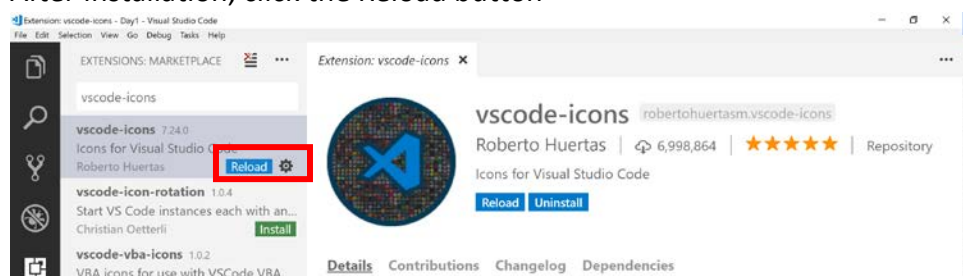 After installation, click the Reload button
Extension: vscode-icons - Day1 - Visual Studio Code
File Edit Selection View Go Debug Tasks Help
EXTENSIONS: MARKETPLACE
Extension: vscode-icons
vscode-icons
vscode-icons 7.24.0
Icons for Visual Studio Code
Roberto Huertas Reload
vscode-icon-rotation 1.0.4
Start VS Code instances each with an...
Christian Oetterli Install
vscode-vba-icons 1.0.2
VBA icons for use with VSCode VBA
vscode-icons robertohuertasm.vscode-icons
Roberto Huertas 6,998,864 Repository
Icons for Visual Studio Code
Reload Uninstall
Details Contributions Changelog Dependencies